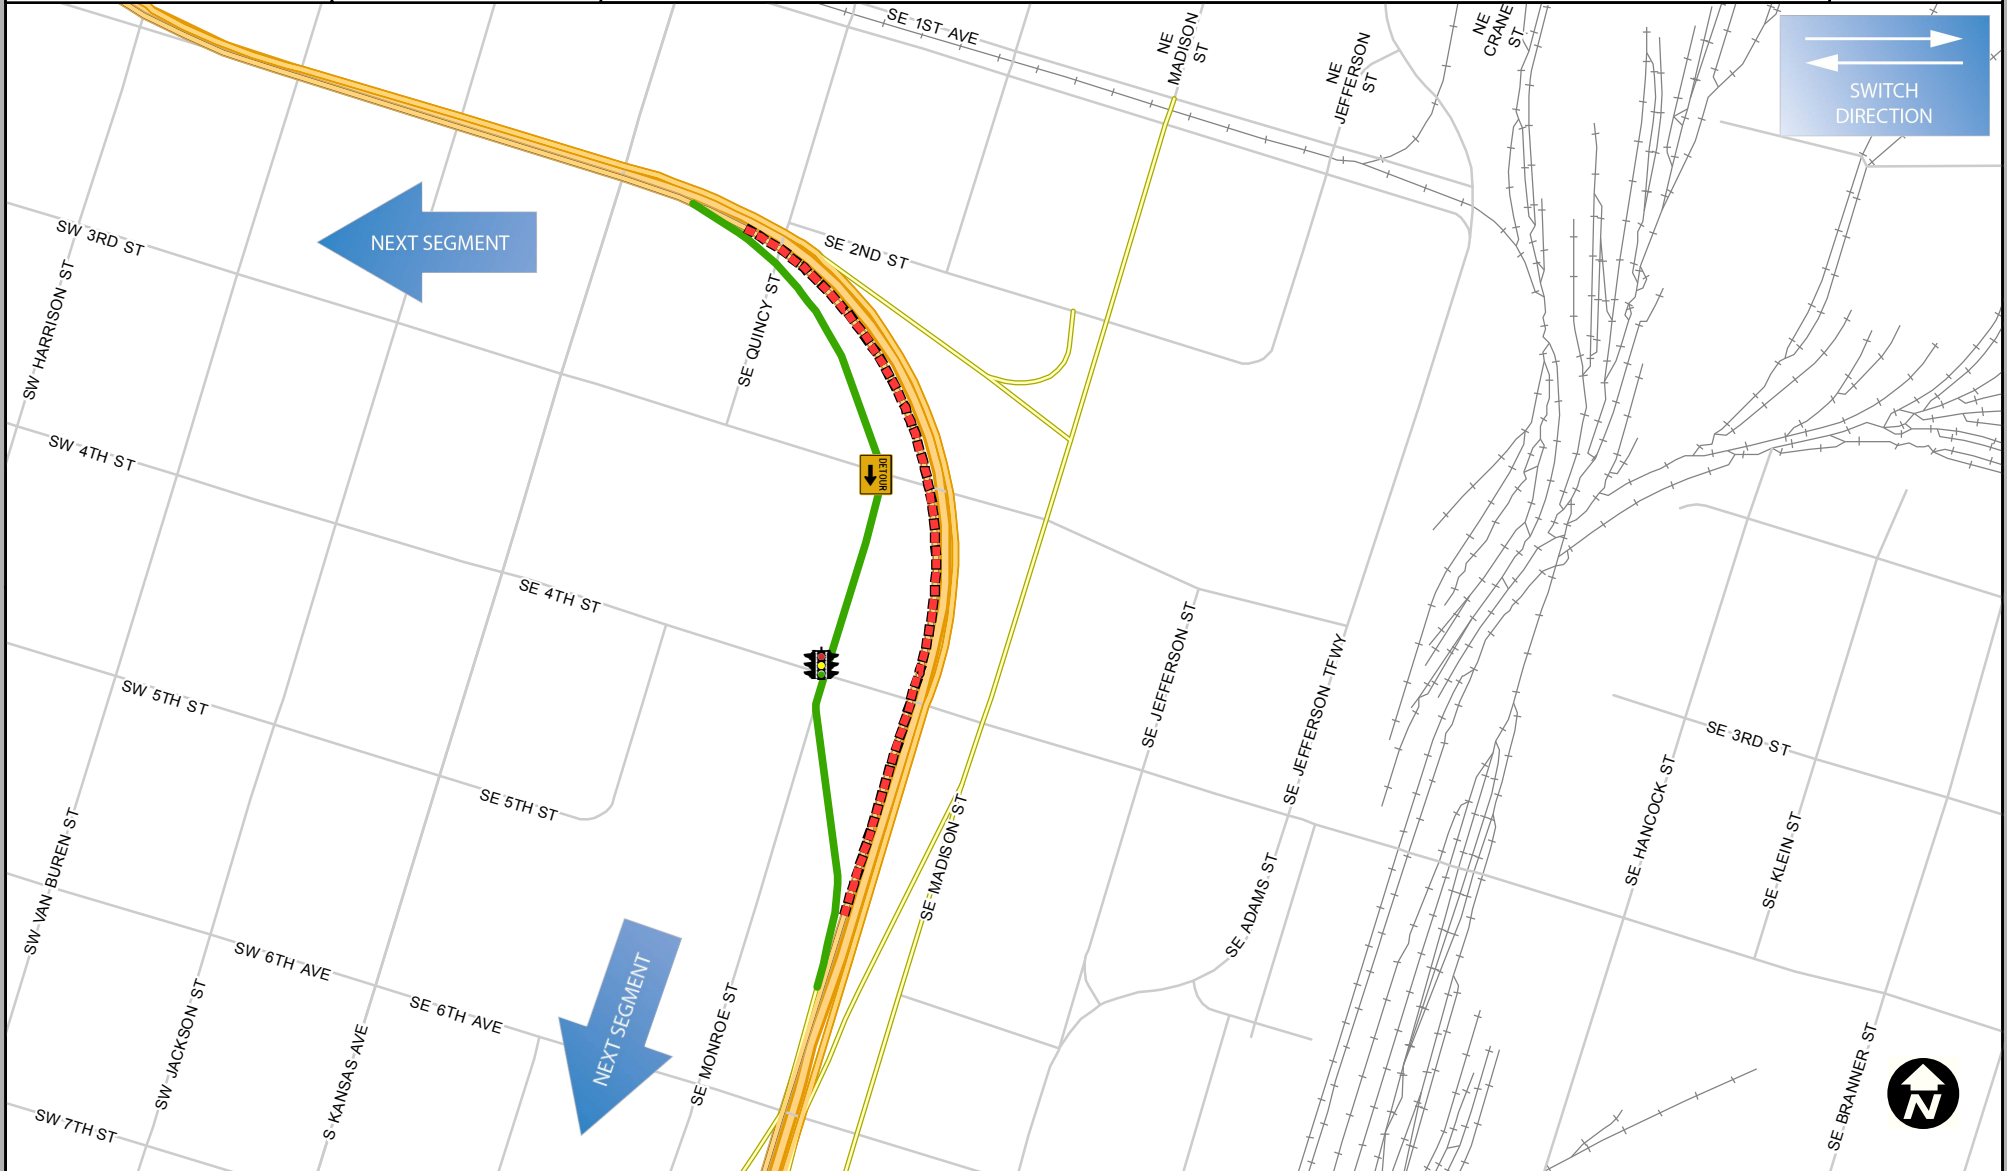 SE 1ST AVE
NE
MADISON
ST
NE
JEFFERSON
ST
NE
CRANE
ST
SWITCH
DIRECTION
SW 3RD ST
NEXT SEGMENT
SE 2ND ST
SW HARRISON ST
SE QUINCY ST
SW 4TH ST
DETOUR
SE 4TH ST
SW 5TH ST
SE JEFFERSON ST
SE JEFFERSON TFWY
SE 3RD ST
SE 5TH ST
SE MADISON ST
SE HANCOCK ST
SE KLEIN ST
SW VAN BUREN ST
SE ADAMS ST
SW 6TH AVE
SE 6TH AVE
NEXT SEGMENT
SW JACKSON ST
S KANSAS AVE
SE MONROE ST
SE BRANNER ST
N
SW 7TH ST